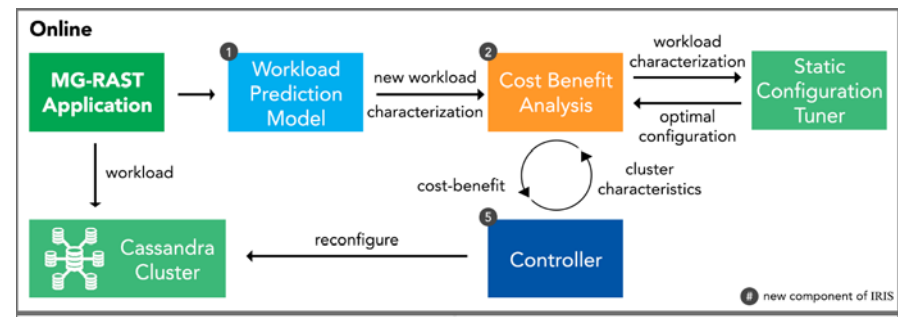 Online
MG-RAST
Application
1
Workload
Prediction
Model
new workload
characterization
2
Cost Benefit
Analysis
workload
characterization
optimal
configuration
Static
Configuration
Tuner
workload
cost-benefit
cluster
characteristics
Cassandra
Cluster
reconfigure
5
Controller
# new component of IRIS